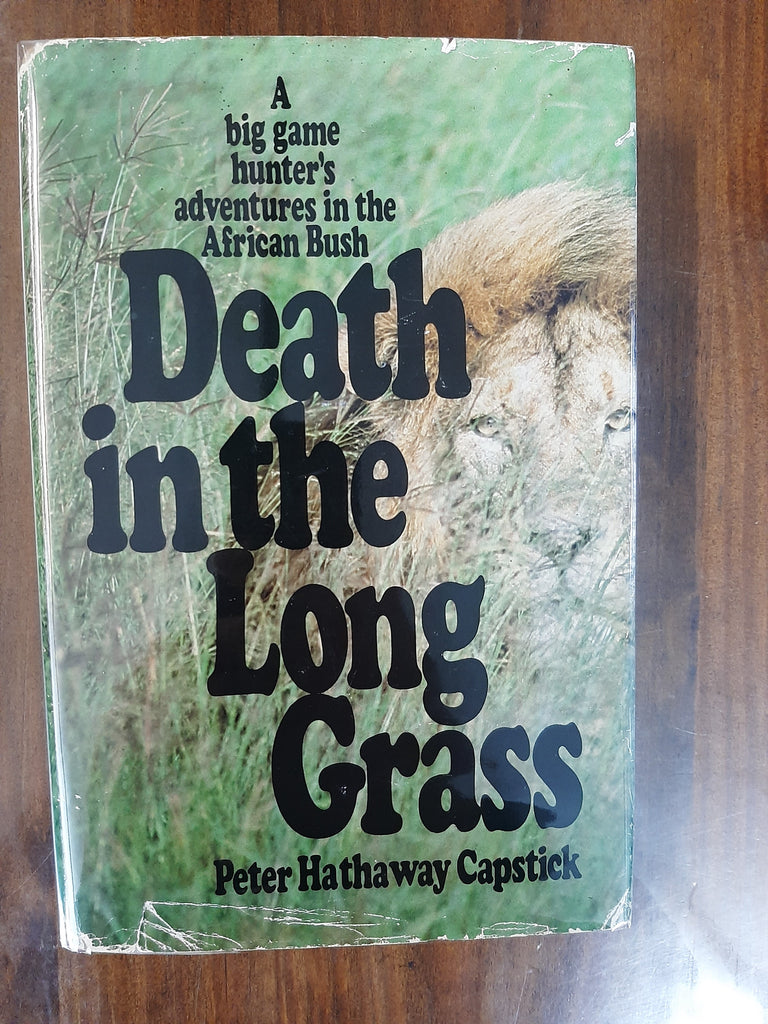 A
big game
hunter's
adventures in the
African Bush
Death
in the
Long
Grass
Peter Hathaway Capstick